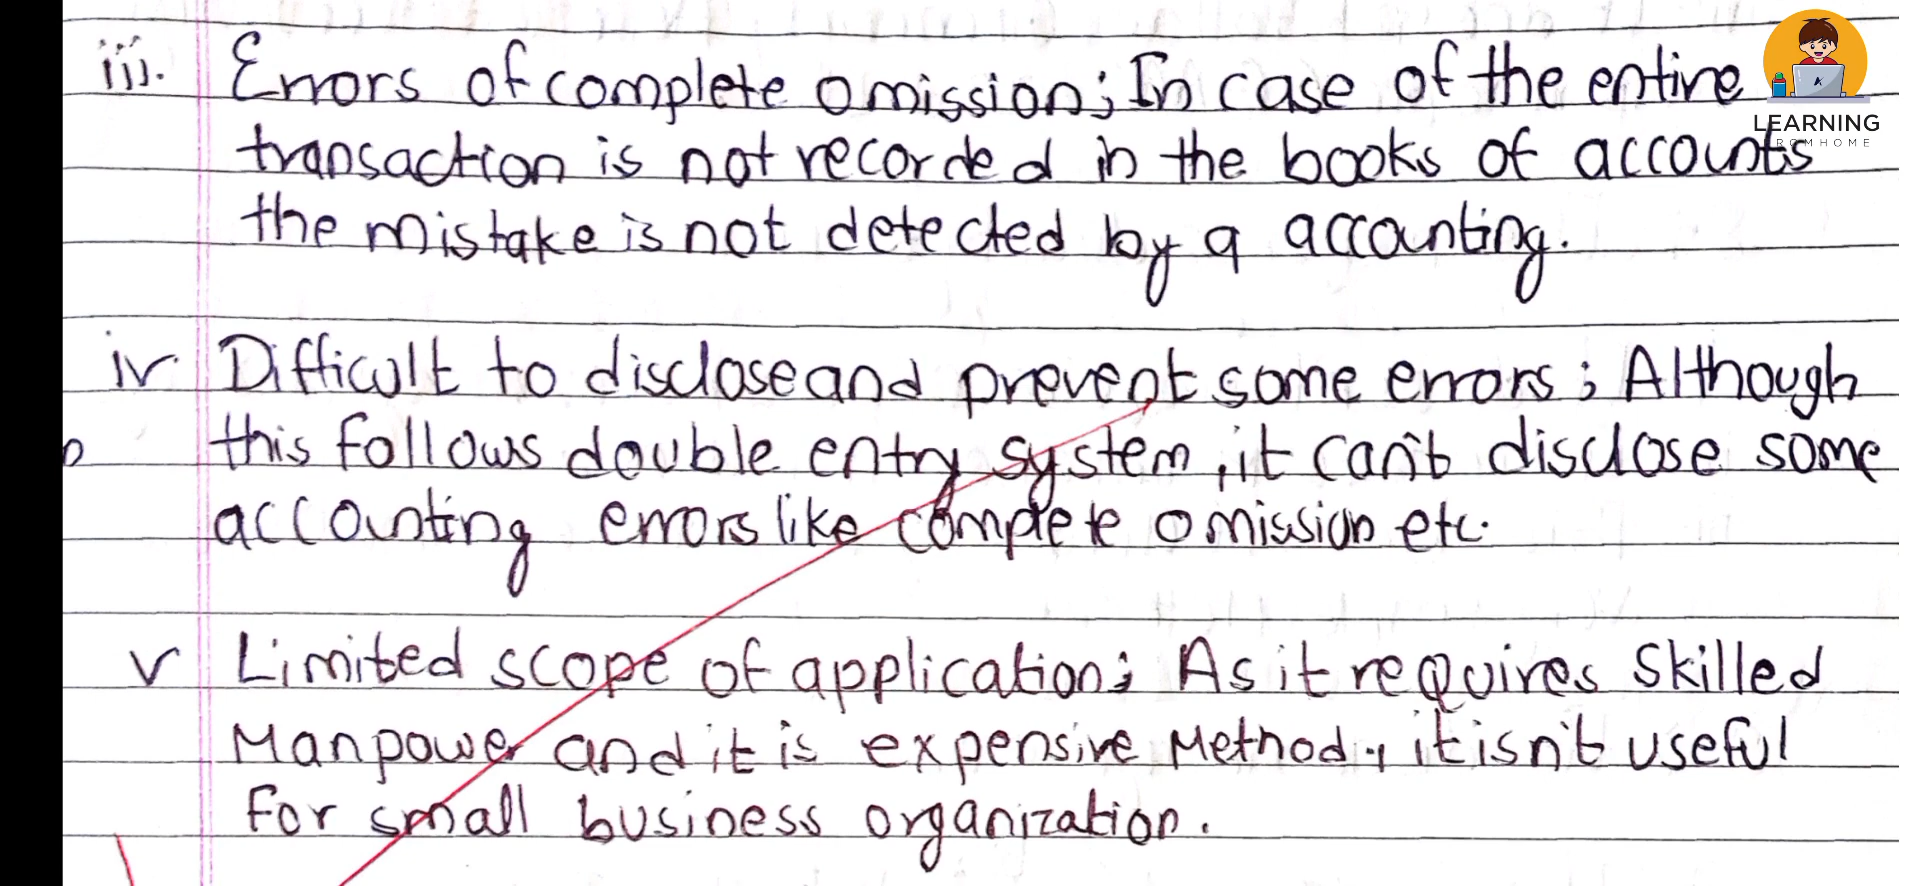 iii. Errors of complete omission; In case of the entire
transaction is not recorded in the books of accounts
the mistake is not detected by a accounting.
iv. Difficult to disclose and prevent some errors; Although
this follows double entry system, it can't disclose some
accounting errors like complete omission etc.
v Limited scope of application; As it requires skilled
Manpower and it is expensive Method, it isn't useful
for small business organization.
LEARNING